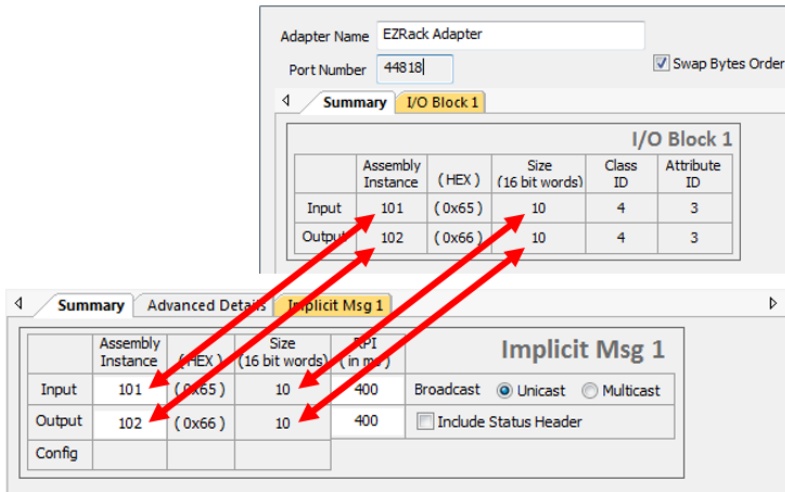 Adapter Name EZRack Adapter
Port Number 44818 Swap Bytes Order
Summary I/O Block 1
I/O Block 1
Assembly Instance (HEX) Size (16 bit words) Class ID Attribute ID
Input 101 (0x65) 10 4 3
Output 102 (0x66) 10 4 3
Summary Advanced Details Implicit Msg 1
Assembly Instance (HEX) Size (16 bit words) RPI (in ms) Implicit Msg 1
Input 101 (0x65) 10 400 Broadcast Unicast Multicast
Output 102 (0x66) 10 400 Include Status Header
Config